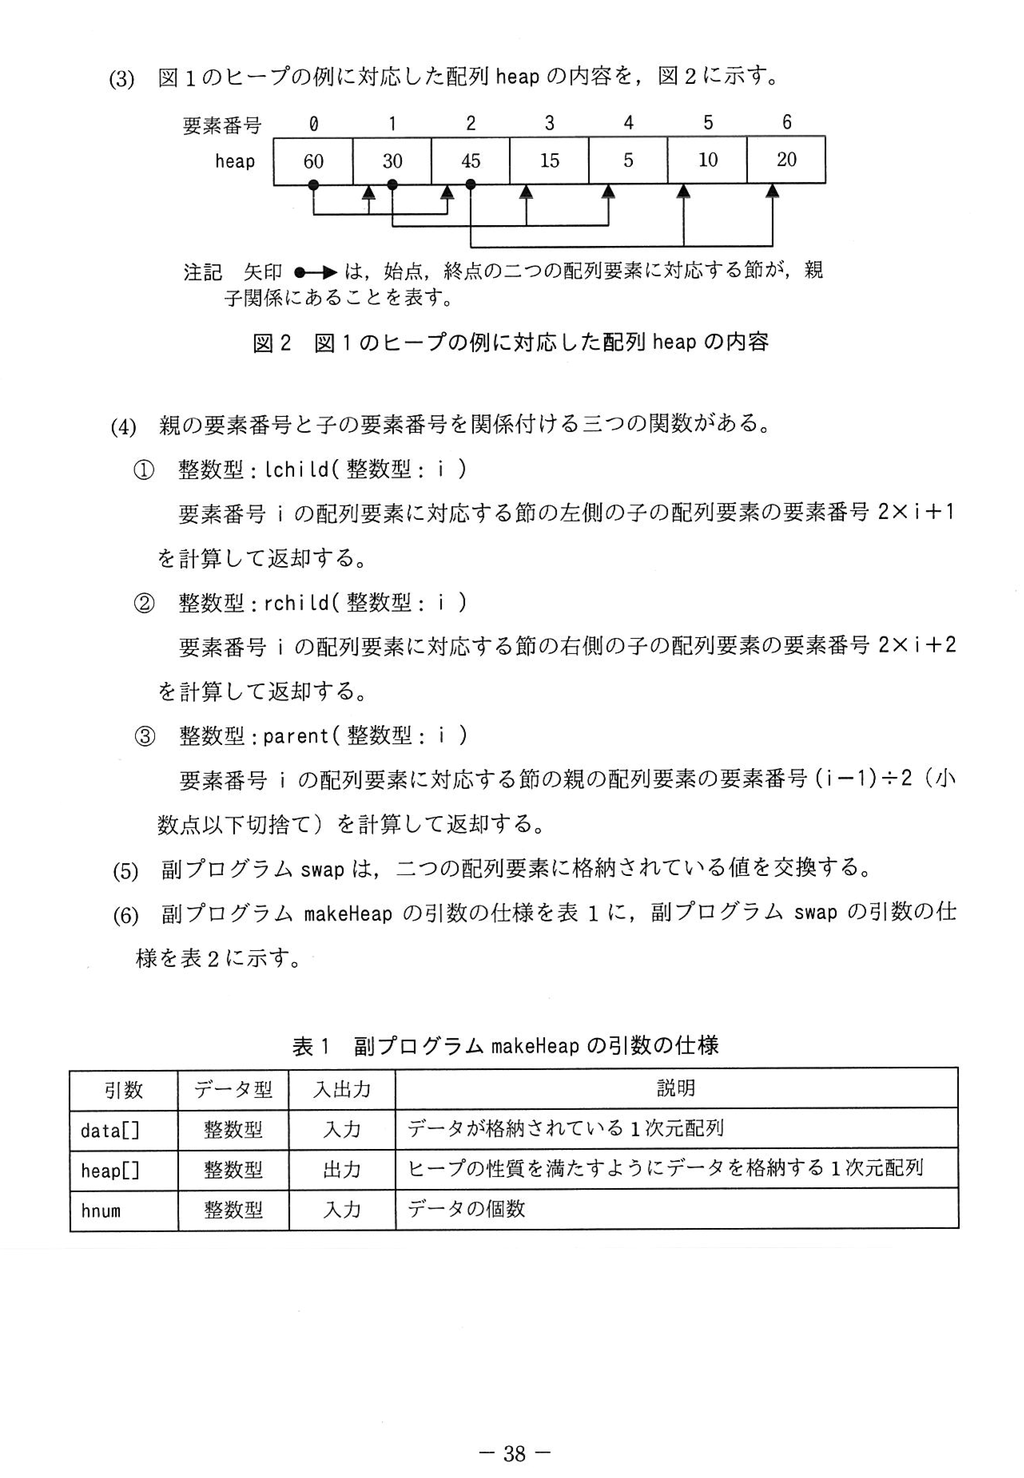 (3) 図1のヒープの例に対応した配列 heap の内容を，図2に示す。
要素番号 0 1 2 3 4 5 6
heap 60 30 45 15 5 10 20
注記 矢印 ●→ は，始点，終点の二つの配列要素に対応する節が，親
子関係にあることを表す。
図2 図1のヒープの例に対応した配列 heap の内容
(4) 親の要素番号と子の要素番号を関係付ける三つの関数がある。
① 整数型：lchild( 整数型： i )
要素番号 i の配列要素に対応する節の左側の子の配列要素の要素番号 2×i＋1
を計算して返却する。
② 整数型：rchild( 整数型： i )
要素番号 i の配列要素に対応する節の右側の子の配列要素の要素番号 2×i＋2
を計算して返却する。
③ 整数型：parent( 整数型： i )
要素番号 i の配列要素に対応する節の親の配列要素の要素番号 (i－1)÷2（小
数点以下切捨て）を計算して返却する。
(5) 副プログラム swap は，二つの配列要素に格納されている値を交換する。
(6) 副プログラム makeHeap の引数の仕様を表1に，副プログラム swap の引数の仕
様を表2に示す。
表1 副プログラム makeHeap の引数の仕様
引数 データ型 入出力 説明
data[] 整数型 入力 データが格納されている1次元配列
heap[] 整数型 出力 ヒープの性質を満たすようにデータを格納する1次元配列
hnum 整数型 入力 データの個数
－ 38 －